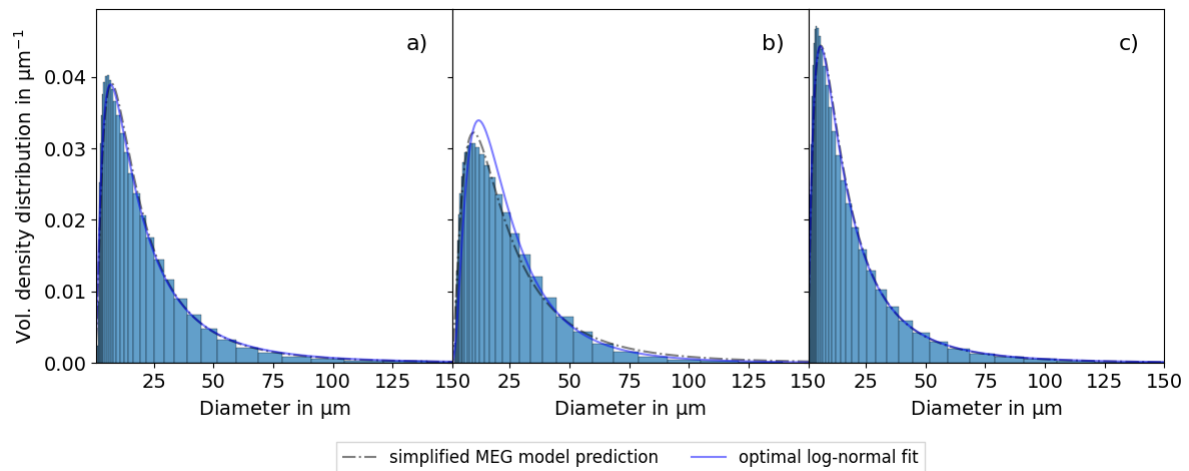 a)
b)
c)
Vol. density distribution in µm⁻¹
0.04
0.03
0.02
0.01
0.00
25 50 75 100 125 150
25 50 75 100 125 150
25 50 75 100 125 150
Diameter in µm
Diameter in µm
Diameter in µm
simplified MEG model prediction
optimal log-normal fit